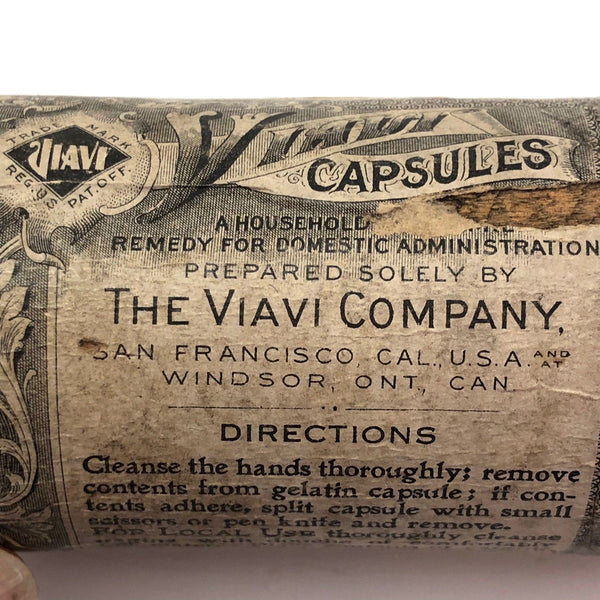 TRADE MARK
VIAVI
REG. U.S. PAT. OFF.
VIAVI
CAPSULES
A HOUSEHOLD
REMEDY FOR DOMESTIC ADMINISTRATION
PREPARED SOLELY BY
THE VIAVI COMPANY,
SAN FRANCISCO, CAL., U.S.A. AND AT
WINDSOR, ONT., CAN
DIRECTIONS
Cleanse the hands thoroughly; remove
contents from gelatin capsule; if con-
tents adhere, split capsule with small
scissors or pen knife and remove.
FOR LOCAL USE thoroughly cleanse